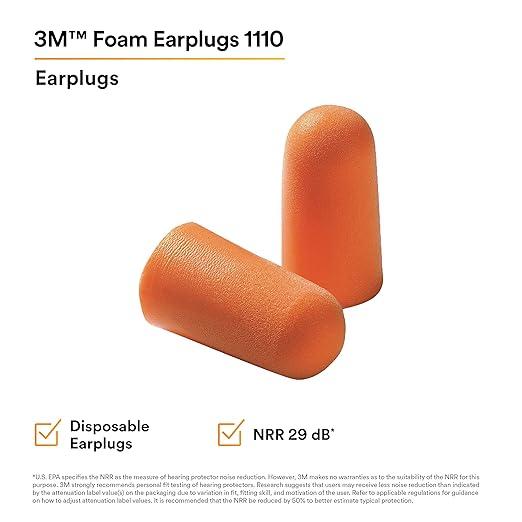 3M™ Foam Earplugs 1110
Earplugs
Disposable
Earplugs
NRR 29 dB*
*U.S. EPA specifies the NRR as the measure of hearing protector noise reduction. However, 3M makes no warranties as to the suitability of the NRR for this
purpose. 3M strongly recommends personal fit testing of hearing protectors. Research suggests that users may receive less noise reduction than indicated
by the attenuation label value(s) on the packaging due to variation in fit, fitting skill, and motivation of the user. Refer to applicable regulations for guidance
on how to adjust attenuation label values. It is recommended that the NRR be reduced by 50% to better estimate typical protection.